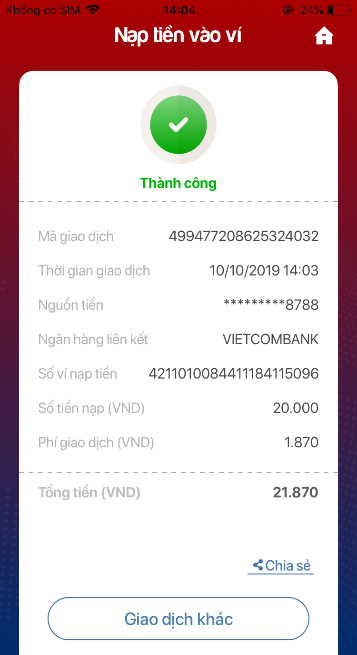 Không có SIM 14:04 24%
Nạp tiền vào ví
Thành công
Mã giao dịch 499477208625324032
Thời gian giao dịch 10/10/2019 14:03
Nguồn tiền *********8788
Ngân hàng liên kết VIETCOMBANK
Số ví nạp tiền 4211010084411184115096
Số tiền nạp (VND) 20.000
Phí giao dịch (VND) 1.870
Tổng tiền (VND) 21.870
Chia sẻ
Giao dịch khác